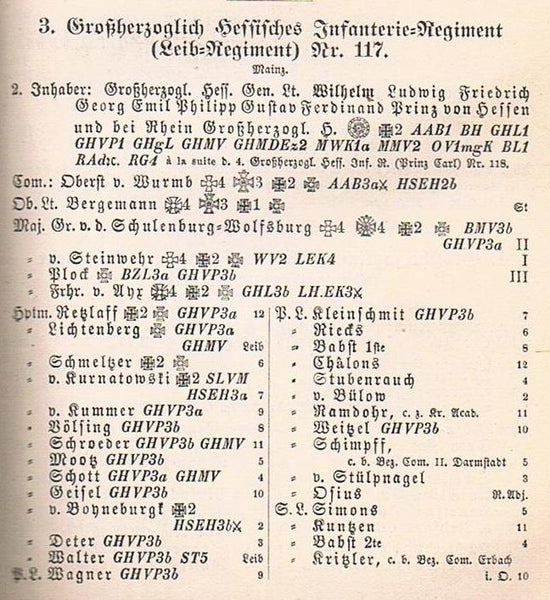 3. Großherzoglich Hessisches Infanterie-Regiment
(Leib-Regiment) Nr. 117.
Mainz.
2. Inhaber: Großherzogl. Hess. Gen. Lt. Wilhelm Ludwig Friedrich
Georg Emil Philipp Gustav Ferdinand Prinz von Hessen
und bei Rhein Großherzogl. H. 2 AAB1 BH GHL1
GHVP1 GHgL GHMV GHMDEz2 MWK1a MMV2 OV1mgK BL1
RAdzc. RG4 à la suite d. 4. Großherzogl. Hess. Inf. R. (Prinz Carl) Nr. 118.
Com.: Oberst v. Wurmb 4 3 2 AAB3a HSEH2b
Ob. Lt. Bergemann 4 3 1 St
Maj. Gr. v. d. Schulenburg-Wolfsburg 4 4 2 BMV3b
GHVP3a II
= v. Steinwehr 4 2 WV2 LEK4 I
= Plock BZL3a GHVP3b III
= Frhr. v. Ayx 4 2 GHL3b LH.EK3
Hptm. Retzlaff 2 GHVP3a 12
= Lichtenberg GHVP3a
GHMV Leib
= Schmeltzer 2 6
= v. Kurnatowski 2 SLVM
HSEH3a 7
= v. Kummer GHVP3a 9
= Völsing GHVP3b 8
= Schroeder GHVP3b GHMV 11
= Mootz GHVP3b 5
= Schott GHVP3a GHMV 4
= Geisel GHVP3b 10
= v. Boyneburgk 2
HSEH3b 2
= Deter GHVP3b 3
= Walter GHVP3b ST5 Leib
P.L. Wagner GHVP3b 9
P.L. Kleinschmit GHVP3b 7
= Riecks 6
= Babst 1ste 8
= Châlons 12
= Stubenrauch 4
= v. Bülow 2
= Ramdohr, c. z. Kr. Acad. 11
= Weitzel GHVP3b 10
= Schimpff,
c. b. Bez. Com. II. Darmstadt 5
= v. Stülpnagel 3
= Osius R. Adj.
S.L. Simons 5
= Kuntzen 11
= Babst 2te 4
= Kritzler, c. b. Bez. Com. Erbach
i. O. 10